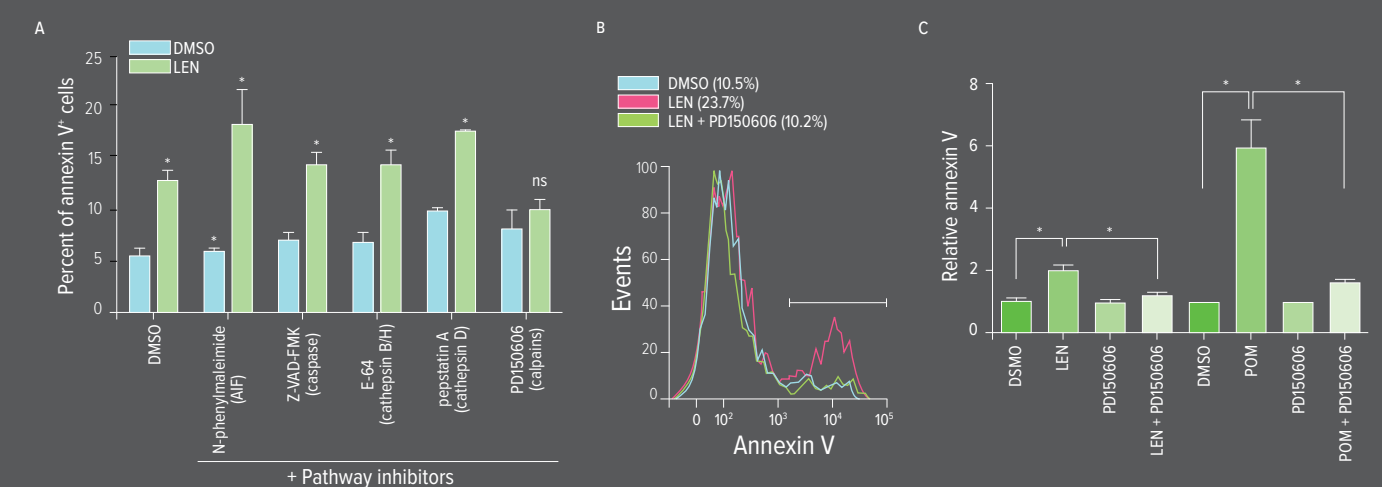 A
DMSO
LEN
Percent of annexin V⁺ cells
25
20
15
10
5
0
*
*
*
*
*
*
ns
DMSO
N-phenylmaleimide
(AIF)
Z-VAD-FMK
(caspase)
E-64
(cathepsin B/H)
pepstatin A
(cathepsin D)
PD150606
(calpains)
+ Pathway inhibitors
B
DMSO (10.5%)
LEN (23.7%)
LEN + PD150606 (10.2%)
Events
100
80
60
40
20
0
0
10²
10³
10⁴
10⁵
Annexin V
C
Relative annexin V
8
6
4
2
0
*
*
*
*
DSMO
LEN
PD150606
LEN + PD150606
DMSO
POM
PD150606
POM + PD150606